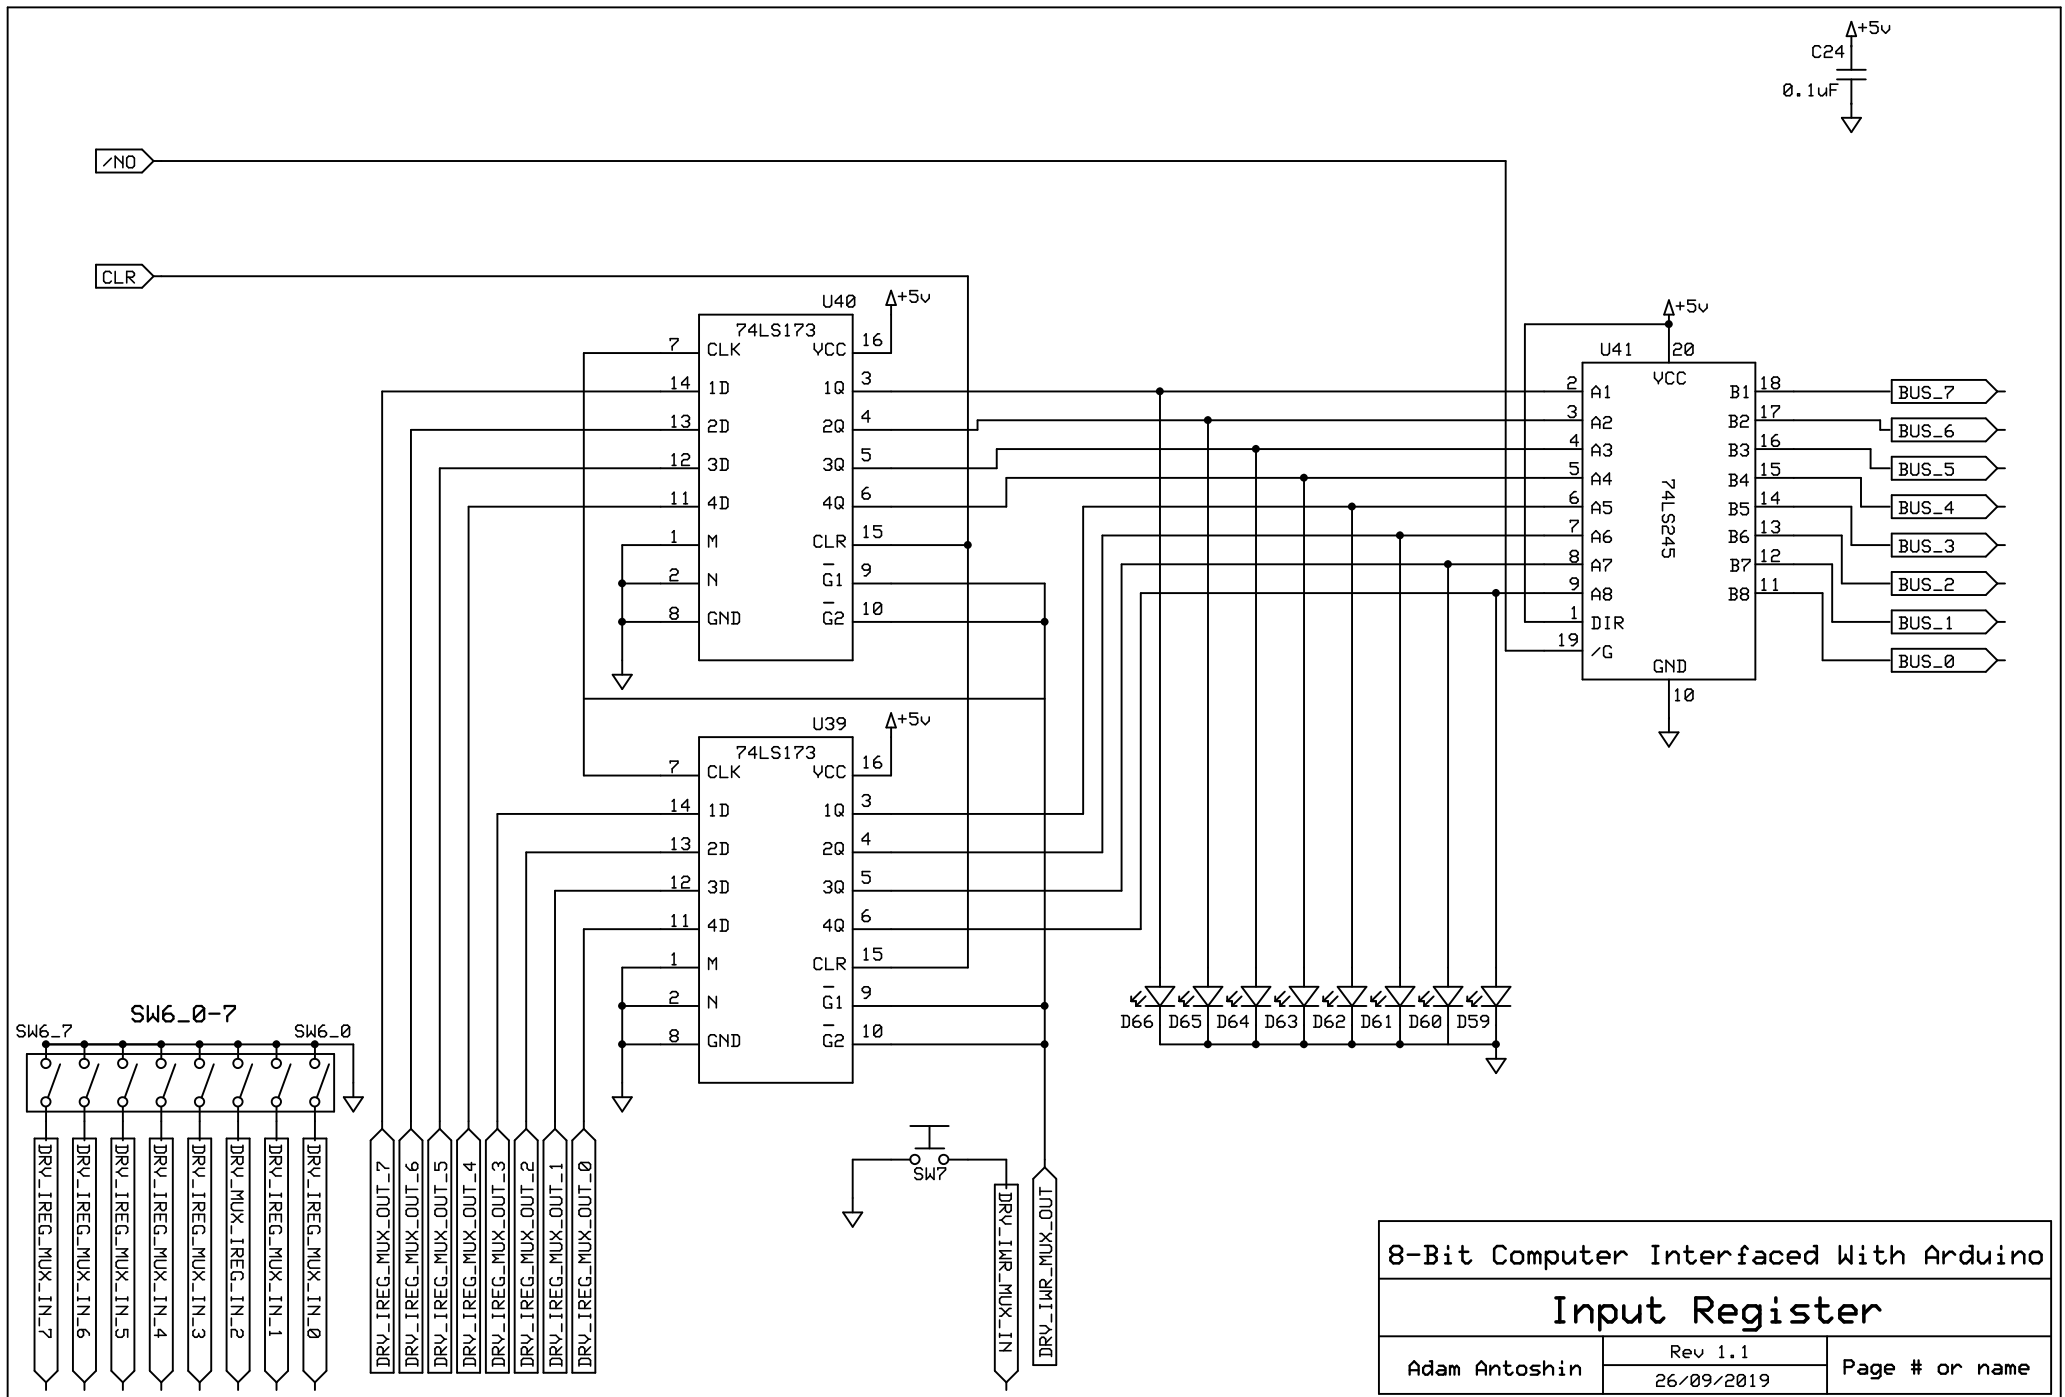 +5v
C24
0.1uF
/NO
CLR
U40
+5v
74LS173
7 CLK VCC 16
14 1D 1Q 3
13 2D 2Q 4
12 3D 3Q 5
11 4D 4Q 6
1 M CLR 15
2 N G1 9
8 GND G2 10
U39
+5v
74LS173
7 CLK VCC 16
14 1D 1Q 3
13 2D 2Q 4
12 3D 3Q 5
11 4D 4Q 6
1 M CLR 15
2 N G1 9
8 GND G2 10
+5v
U41 20
VCC
74LS245
2 A1 B1 18 BUS_7
3 A2 B2 17 BUS_6
4 A3 B3 16 BUS_5
5 A4 B4 15 BUS_4
6 A5 B5 14 BUS_3
7 A6 B6 13 BUS_2
8 A7 B7 12 BUS_1
9 A8 B8 11 BUS_0
1 DIR
19 /G
GND
10
D66 D65 D64 D63 D62 D61 D60 D59
SW6_0-7
SW6_7 SW6_0
DRV_IREG_MUX_IN_7
DRV_IREG_MUX_IN_6
DRV_IREG_MUX_IN_5
DRV_IREG_MUX_IN_4
DRV_IREG_MUX_IN_3
DRV_MUX_IREG_IN_2
DRV_IREG_MUX_IN_1
DRV_IREG_MUX_IN_0
DRV_IREG_MUX_OUT_7
DRV_IREG_MUX_OUT_6
DRV_IREG_MUX_OUT_5
DRV_IREG_MUX_OUT_4
DRV_IREG_MUX_OUT_3
DRV_IREG_MUX_OUT_2
DRV_IREG_MUX_OUT_1
DRV_IREG_MUX_OUT_0
SW7
DRV_IWR_MUX_IN
DRV_IWR_MUX_OUT
8-Bit Computer Interfaced With Arduino
Input Register
Adam Antoshin
Rev 1.1
26/09/2019
Page # or name